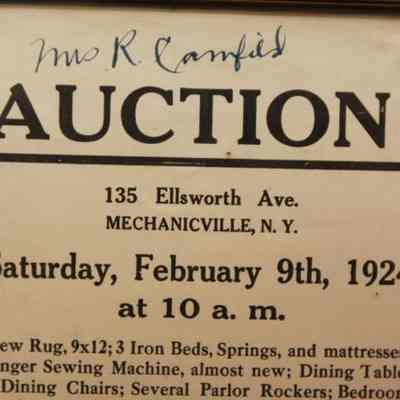 Mrs R. Canfield
AUCTION
135 Ellsworth Ave.
MECHANICVILLE, N. Y.
Saturday, February 9th, 1924
at 10 a. m.
ew Rug, 9x12; 3 Iron Beds, Springs, and mattresses
nger Sewing Machine, almost new; Dining Table
Dining Chairs; Several Parlor Rockers; Bedroom